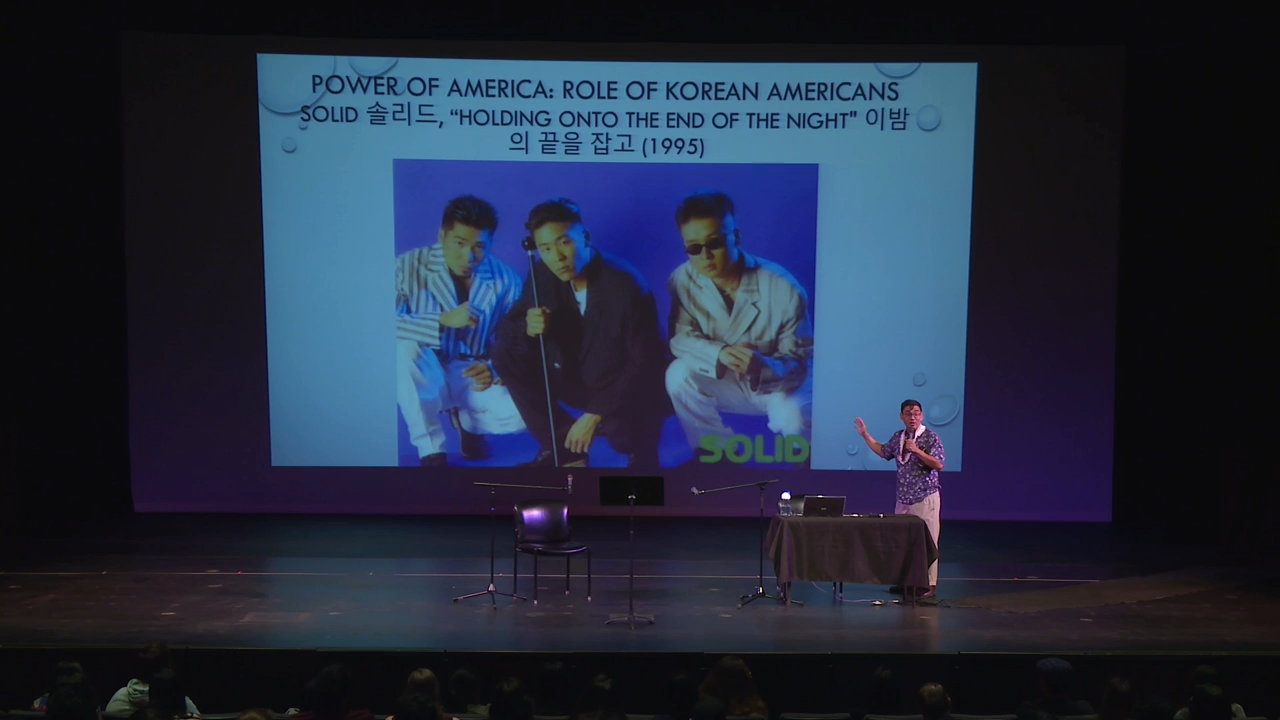 POWER OF AMERICA: ROLE OF KOREAN AMERICANS
SOLID 솔리드, “HOLDING ONTO THE END OF THE NIGHT” 이밤
의 끝을 잡고 (1995)
SOLID